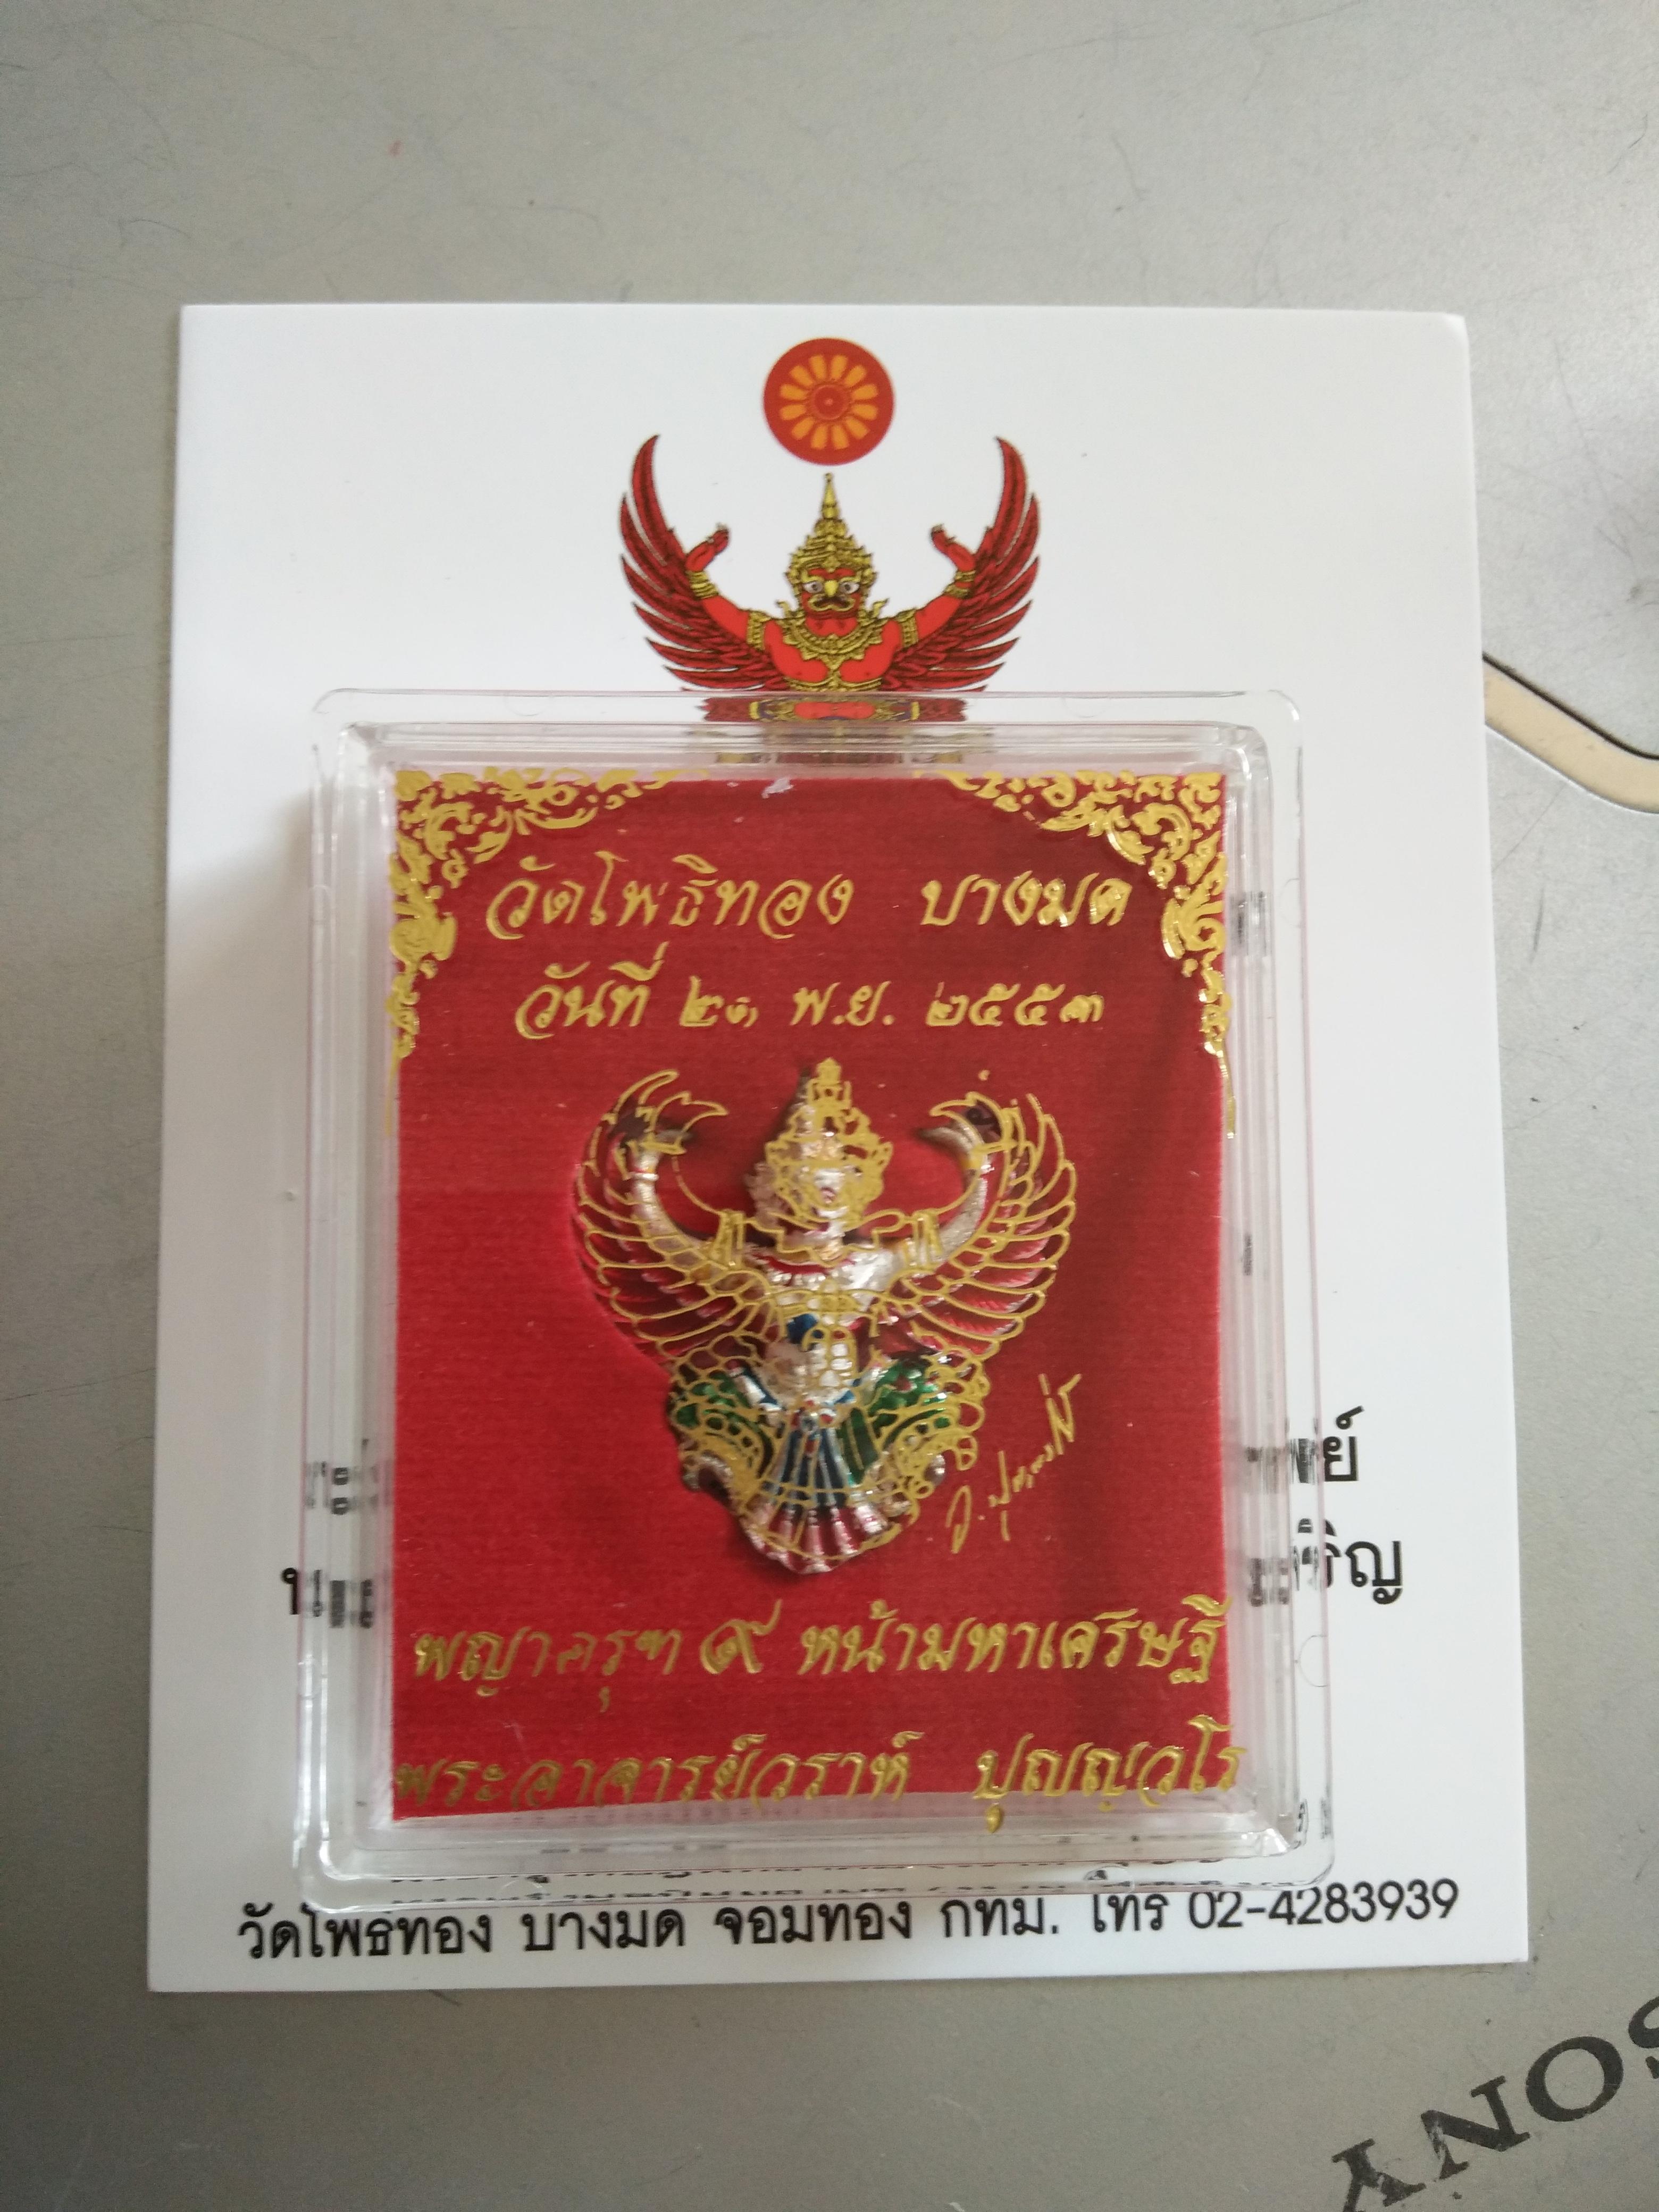 วัดโพธิทอง บางมด
วันที่ ๒๑ พ.ย. ๒๕๕๓
พญาครุฑ ๙ หน้ามหาเศรษฐี
พระอาจารย์วราห์ ปุญญวโร
วัดโพธิ์ทอง บางมด จอมทอง กทม. โทร 02-4283939
SONY